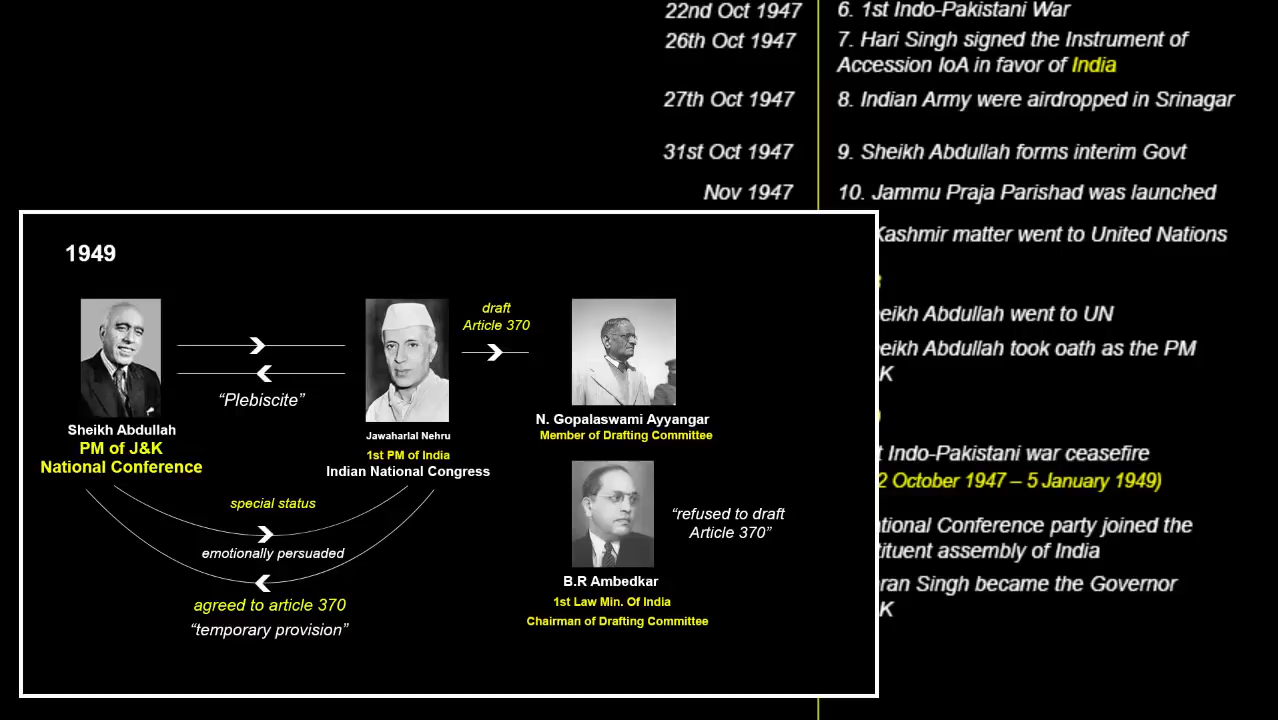 22nd Oct 1947
6. 1st Indo-Pakistani War
26th Oct 1947
7. Hari Singh signed the Instrument of
Accession IoA in favor of India
27th Oct 1947
8. Indian Army were airdropped in Srinagar
31st Oct 1947
9. Sheikh Abdullah forms interim Govt
Nov 1947
10. Jammu Praja Parishad was launched
Kashmir matter went to United Nations
eikh Abdullah went to UN
eikh Abdullah took oath as the PM
K
t Indo-Pakistani war ceasefire
2 October 1947 – 5 January 1949)
tional Conference party joined the
tituent assembly of India
ran Singh became the Governor
K
1949
Sheikh Abdullah
PM of J&K
National Conference
“Plebiscite”
Jawaharlal Nehru
1st PM of India
Indian National Congress
draft
Article 370
N. Gopalaswami Ayyangar
Member of Drafting Committee
special status
emotionally persuaded
agreed to article 370
“temporary provision”
“refused to draft
Article 370”
B.R Ambedkar
1st Law Min. Of India
Chairman of Drafting Committee